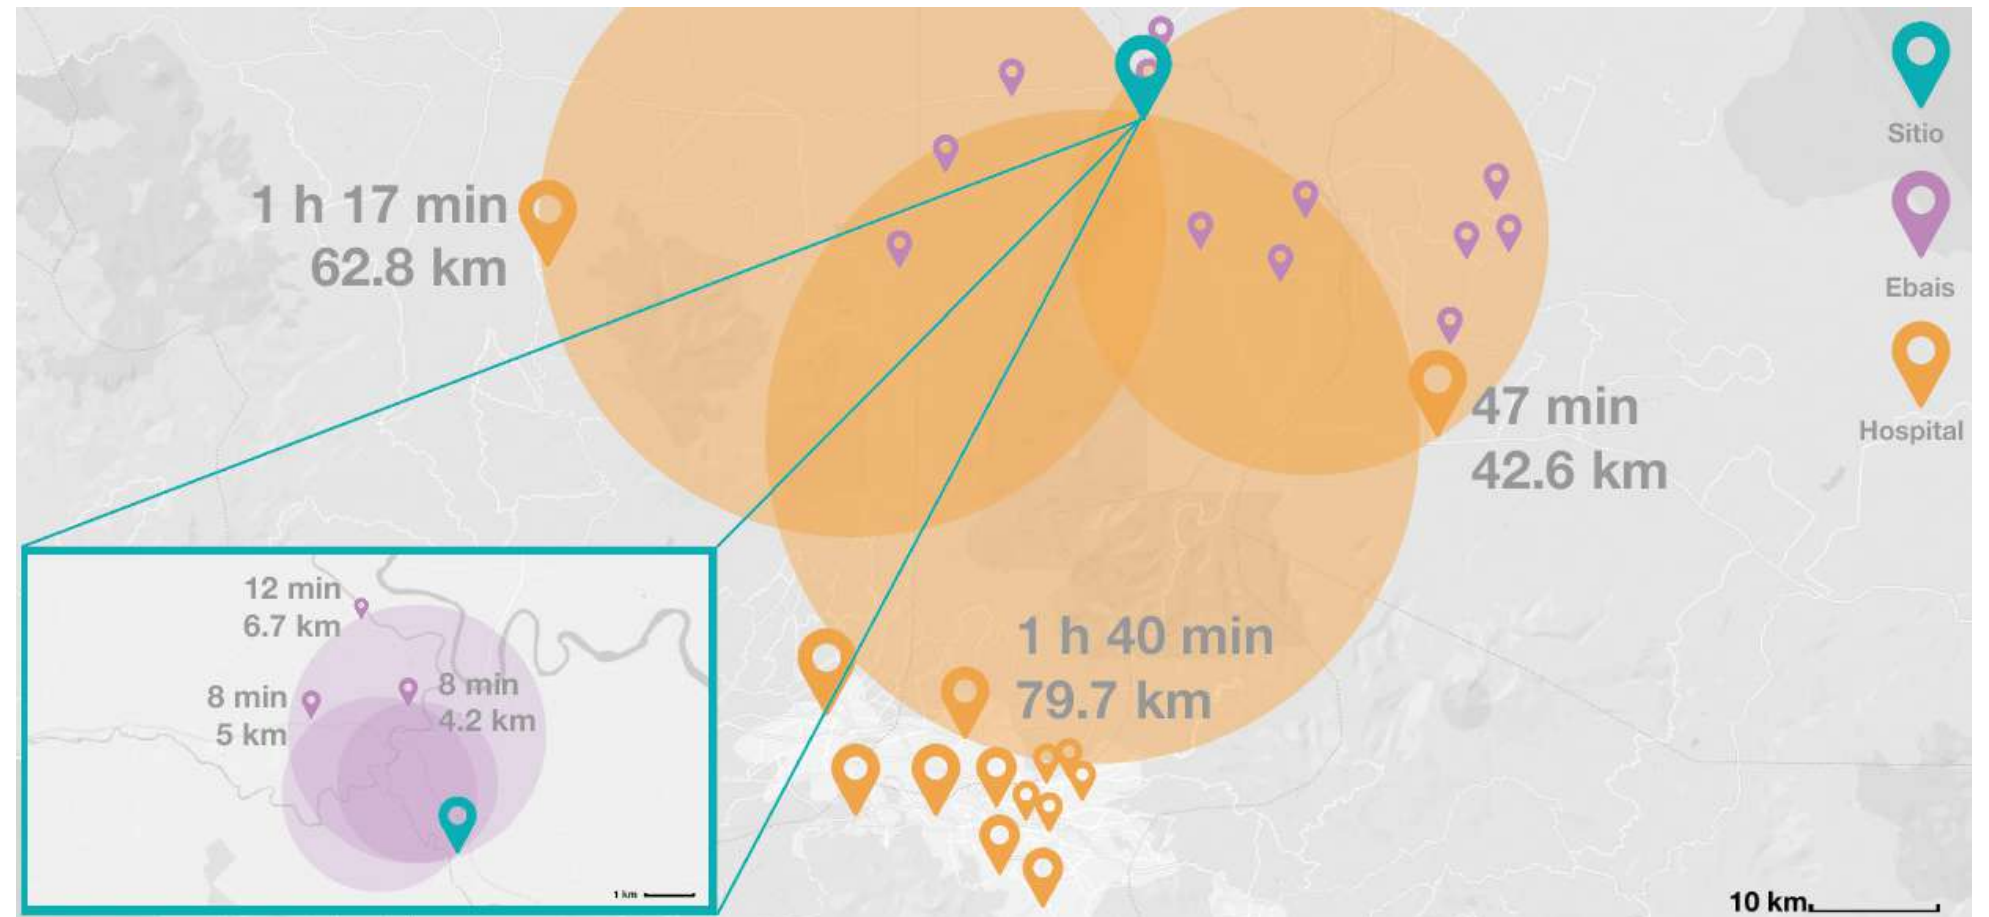 Sitio
Ebais
Hospital
1 h 17 min
62.8 km
47 min
42.6 km
1 h 40 min
79.7 km
12 min
6.7 km
8 min
5 km
8 min
4.2 km
1 km
10 km